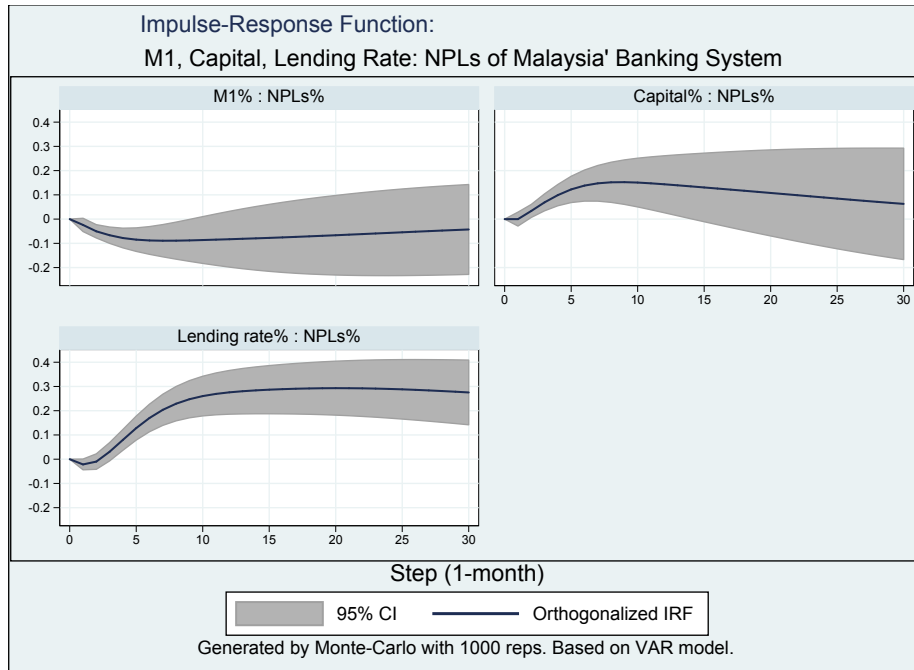 Impulse-Response Function:
M1, Capital, Lending Rate: NPLs of Malaysia' Banking System
M1% : NPLs%
Capital% : NPLs%
0.4
0.3
0.2
0.1
0
-0.1
-0.2
0 5 10 15 20 25 30
Lending rate% : NPLs%
0.4
0.3
0.2
0.1
0
-0.1
-0.2
0 5 10 15 20 25 30
Step (1-month)
95% CI Orthogonalized IRF
Generated by Monte-Carlo with 1000 reps. Based on VAR model.